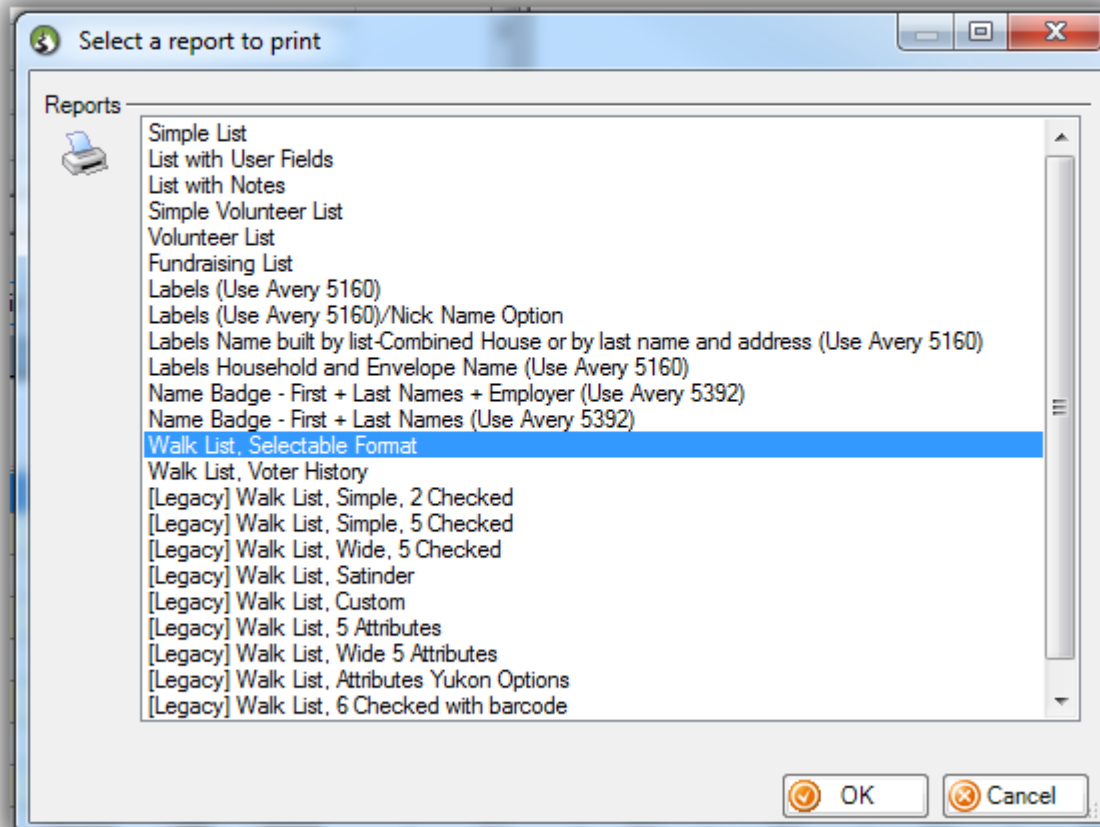 Select a report to print
Reports
Simple List
List with User Fields
List with Notes
Simple Volunteer List
Volunteer List
Fundraising List
Labels (Use Avery 5160)
Labels (Use Avery 5160)/Nick Name Option
Labels Name built by list-Combined House or by last name and address (Use Avery 5160)
Labels Household and Envelope Name (Use Avery 5160)
Name Badge - First + Last Names + Employer (Use Avery 5392)
Name Badge - First + Last Names (Use Avery 5392)
Walk List, Selectable Format
Walk List, Voter History
[Legacy] Walk List, Simple, 2 Checked
[Legacy] Walk List, Simple, 5 Checked
[Legacy] Walk List, Wide, 5 Checked
[Legacy] Walk List, Satinder
[Legacy] Walk List, Custom
[Legacy] Walk List, 5 Attributes
[Legacy] Walk List, Wide 5 Attributes
[Legacy] Walk List, Attributes Yukon Options
[Legacy] Walk List, 6 Checked with barcode
OK Cancel